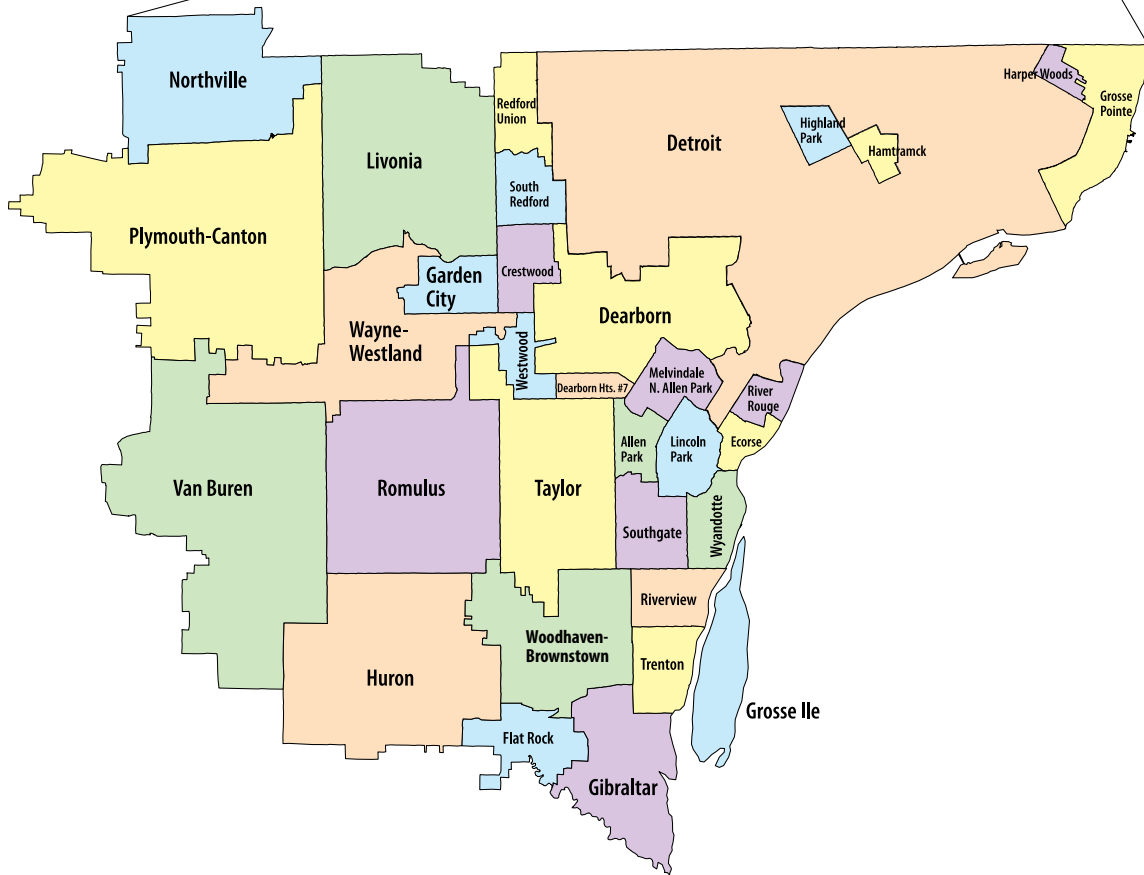 Northville
Harper Woods
Redford
Union
Grosse
Pointe
Highland
Park
Detroit
Hamtramck
Livonia
South
Redford
Plymouth-Canton
Crestwood
Garden
City
Dearborn
Wayne-
Westland
Westwood
Dearborn Hts. #7
Melvindale
N. Allen Park
River
Rouge
Allen
Park
Lincoln
Park
Ecorse
Van Buren
Romulus
Taylor
Southgate
Wyandotte
Riverview
Woodhaven-
Brownstown
Trenton
Huron
Grosse Ile
Flat Rock
Gibraltar